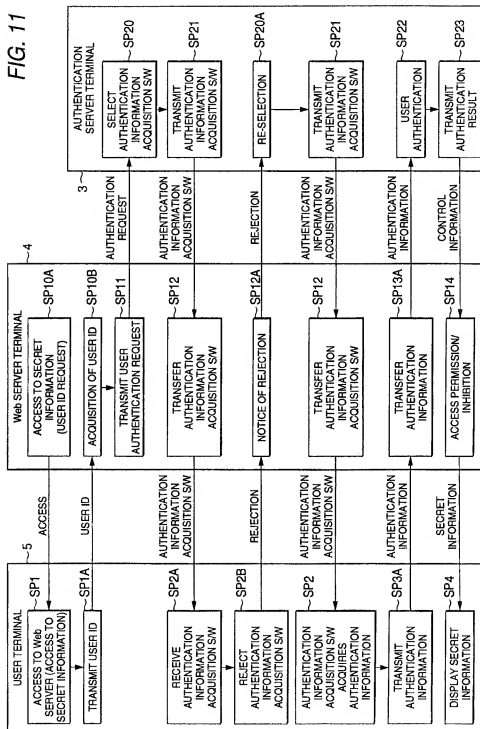 FIG. 11
USER TERMINAL
5
ACCESS TO Web
SERVER (ACCESS TO
SECRET INFORMATION)
SP1
TRANSMIT USER ID
SP1A
RECEIVE
AUTHENTICATION
INFORMATION
ACQUISITION S/W
SP2A
REJECT
AUTHENTICATION
INFORMATION
ACQUISITION S/W
SP2B
AUTHENTICATION
INFORMATION
ACQUISITION S/W
ACQUIRES
AUTHENTICATION
INFORMATION
SP2
TRANSMIT
AUTHENTICATION
INFORMATION
SP3A
DISPLAY SECRET
INFORMATION
SP4
ACCESS
USER ID
AUTHENTICATION
INFORMATION
ACQUISITION S/W
REJECTION
AUTHENTICATION
INFORMATION
ACQUISITION S/W
AUTHENTICATION
INFORMATION
SECRET
INFORMATION
Web SERVER TERMINAL
4
ACCESS TO SECRET
INFORMATION
(USER ID REQUEST)
SP10A
ACQUISITION OF USER ID
SP10B
TRANSMIT USER
AUTHENTICATION REQUEST
SP11
TRANSFER
AUTHENTICATION
INFORMATION
ACQUISITION S/W
SP12
NOTICE OF REJECTION
SP12A
TRANSFER
AUTHENTICATION
INFORMATION
ACQUISITION S/W
SP12
TRANSFER
AUTHENTICATION
INFORMATION
SP13A
ACCESS PERMISSION/
INHIBITION
SP14
AUTHENTICATION
REQUEST
AUTHENTICATION
INFORMATION
ACQUISITION S/W
REJECTION
AUTHENTICATION
INFORMATION
ACQUISITION S/W
AUTHENTICATION
INFORMATION
CONTROL
INFORMATION
AUTHENTICATION
SERVER TERMINAL
3
SELECT
AUTHENTICATION
INFORMATION
ACQUISITION S/W
SP20
TRANSMIT
AUTHENTICATION
INFORMATION
ACQUISITION S/W
SP21
RE-SELECTION
SP20A
TRANSMIT
AUTHENTICATION
INFORMATION
ACQUISITION S/W
SP21
USER
AUTHENTICATION
SP22
TRANSMIT
AUTHENTICATION
RESULT
SP23